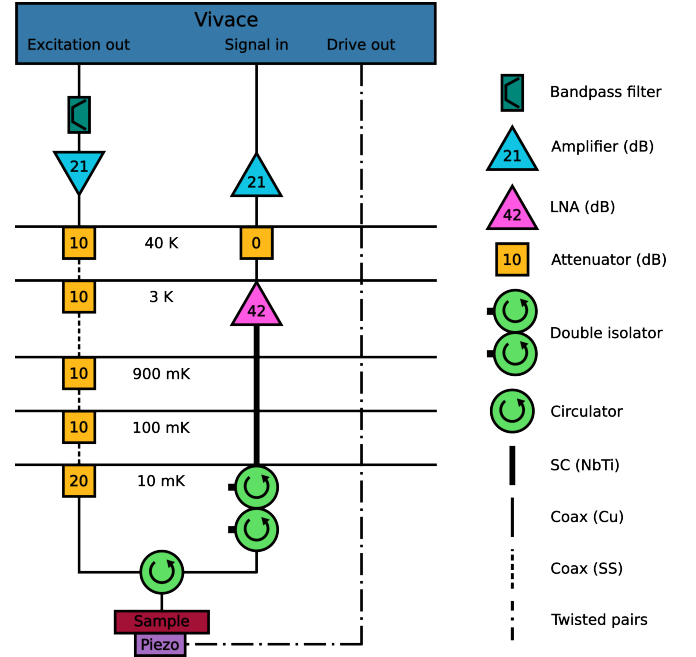 Vivace
Excitation out
Signal in
Drive out
21
21
10
40 K
0
10
3 K
42
10
900 mK
10
100 mK
20
10 mK
Sample
Piezo
Bandpass filter
21
Amplifier (dB)
42
LNA (dB)
10
Attenuator (dB)
Double isolator
Circulator
SC (NbTi)
Coax (Cu)
Coax (SS)
Twisted pairs